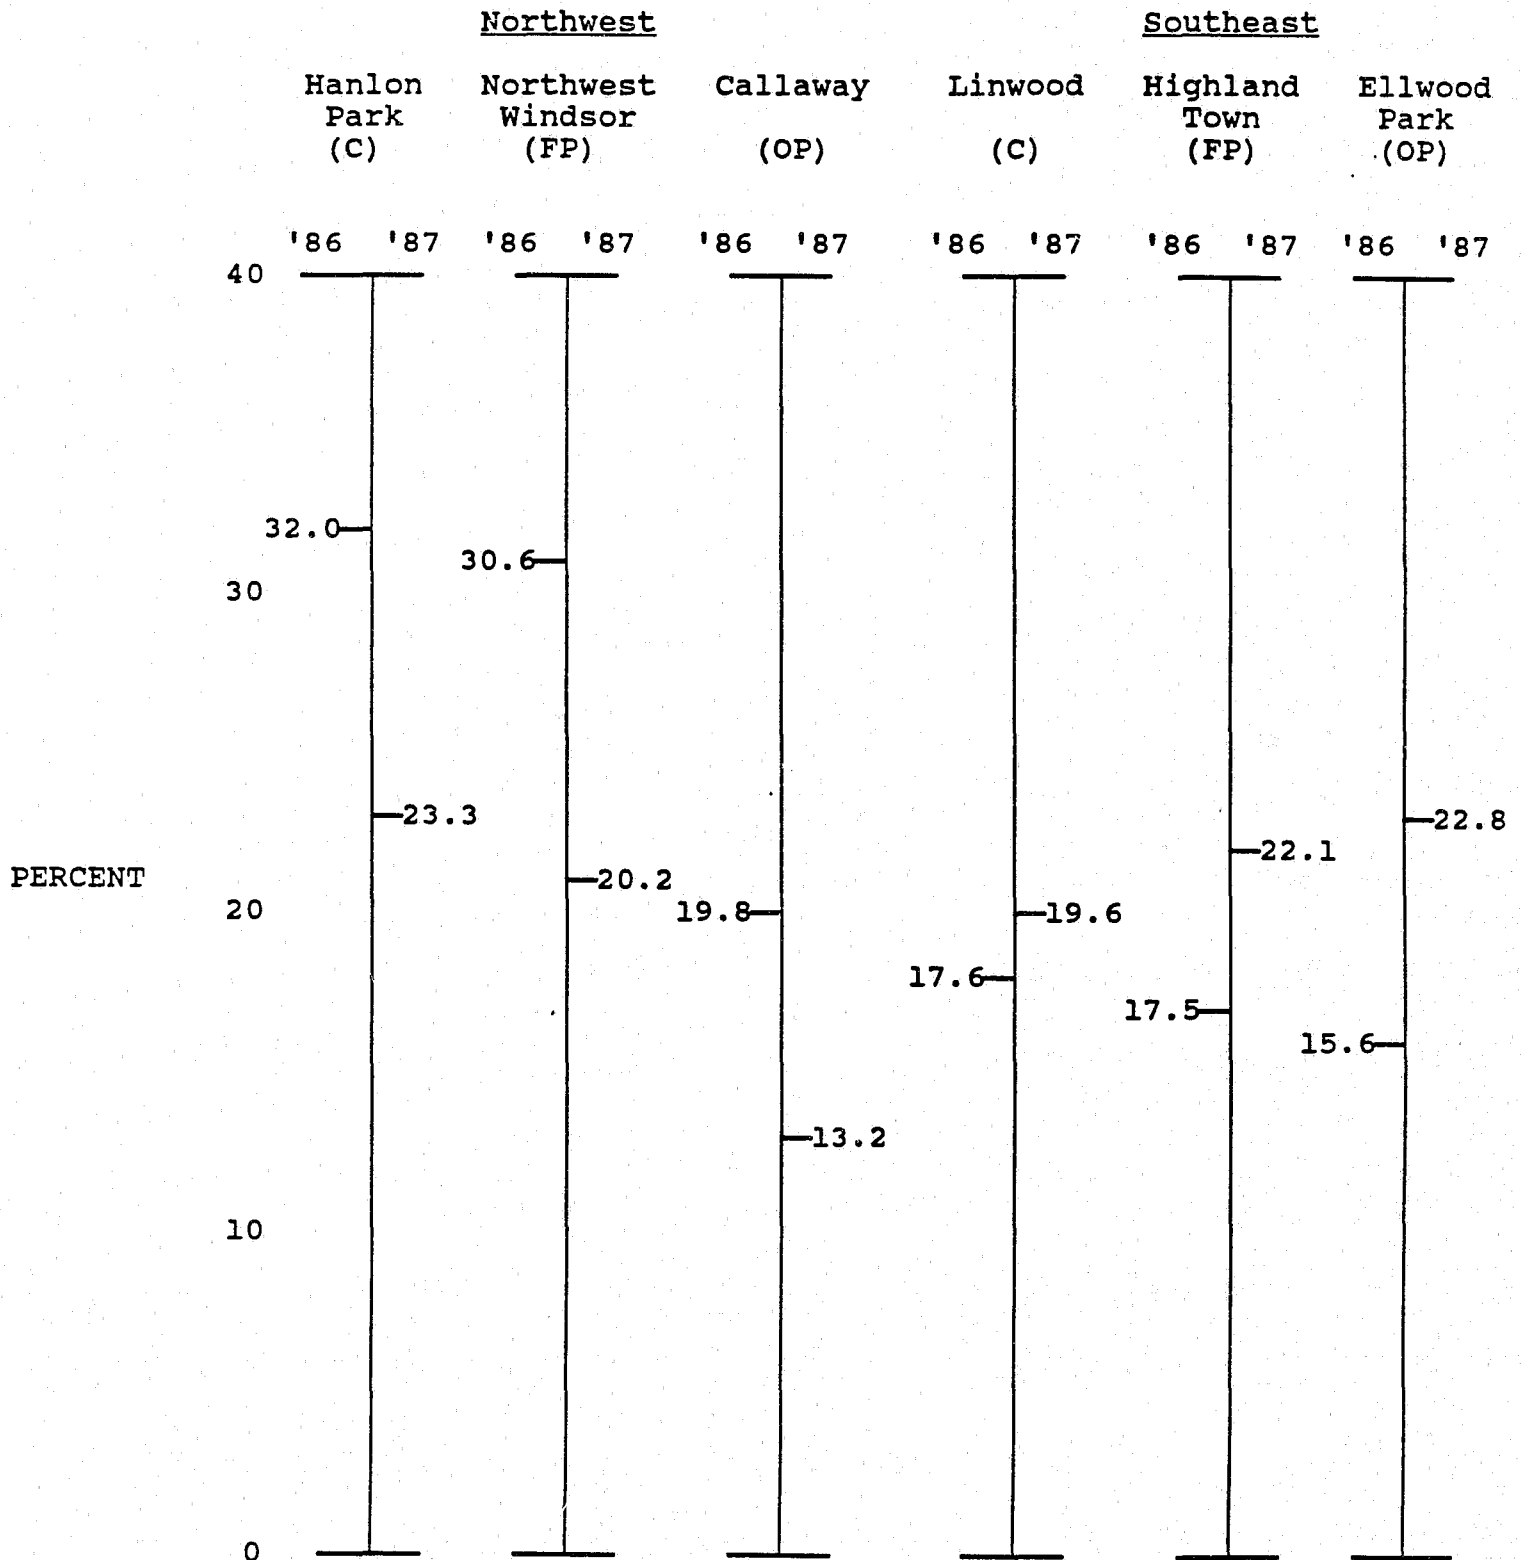 Northwest Southeast
Hanlon Northwest Callaway Linwood Highland Ellwood
Park Windsor Town Park
(C) (FP) (OP) (C) (FP) (OP)
'86 '87 '86 '87 '86 '87 '86 '87 '86 '87 '86 '87
40
32.0
30.6
30
23.3 22.8
22.1
PERCENT 20.2
20 19.8 19.6
17.6
17.5
15.6
13.2
10
0